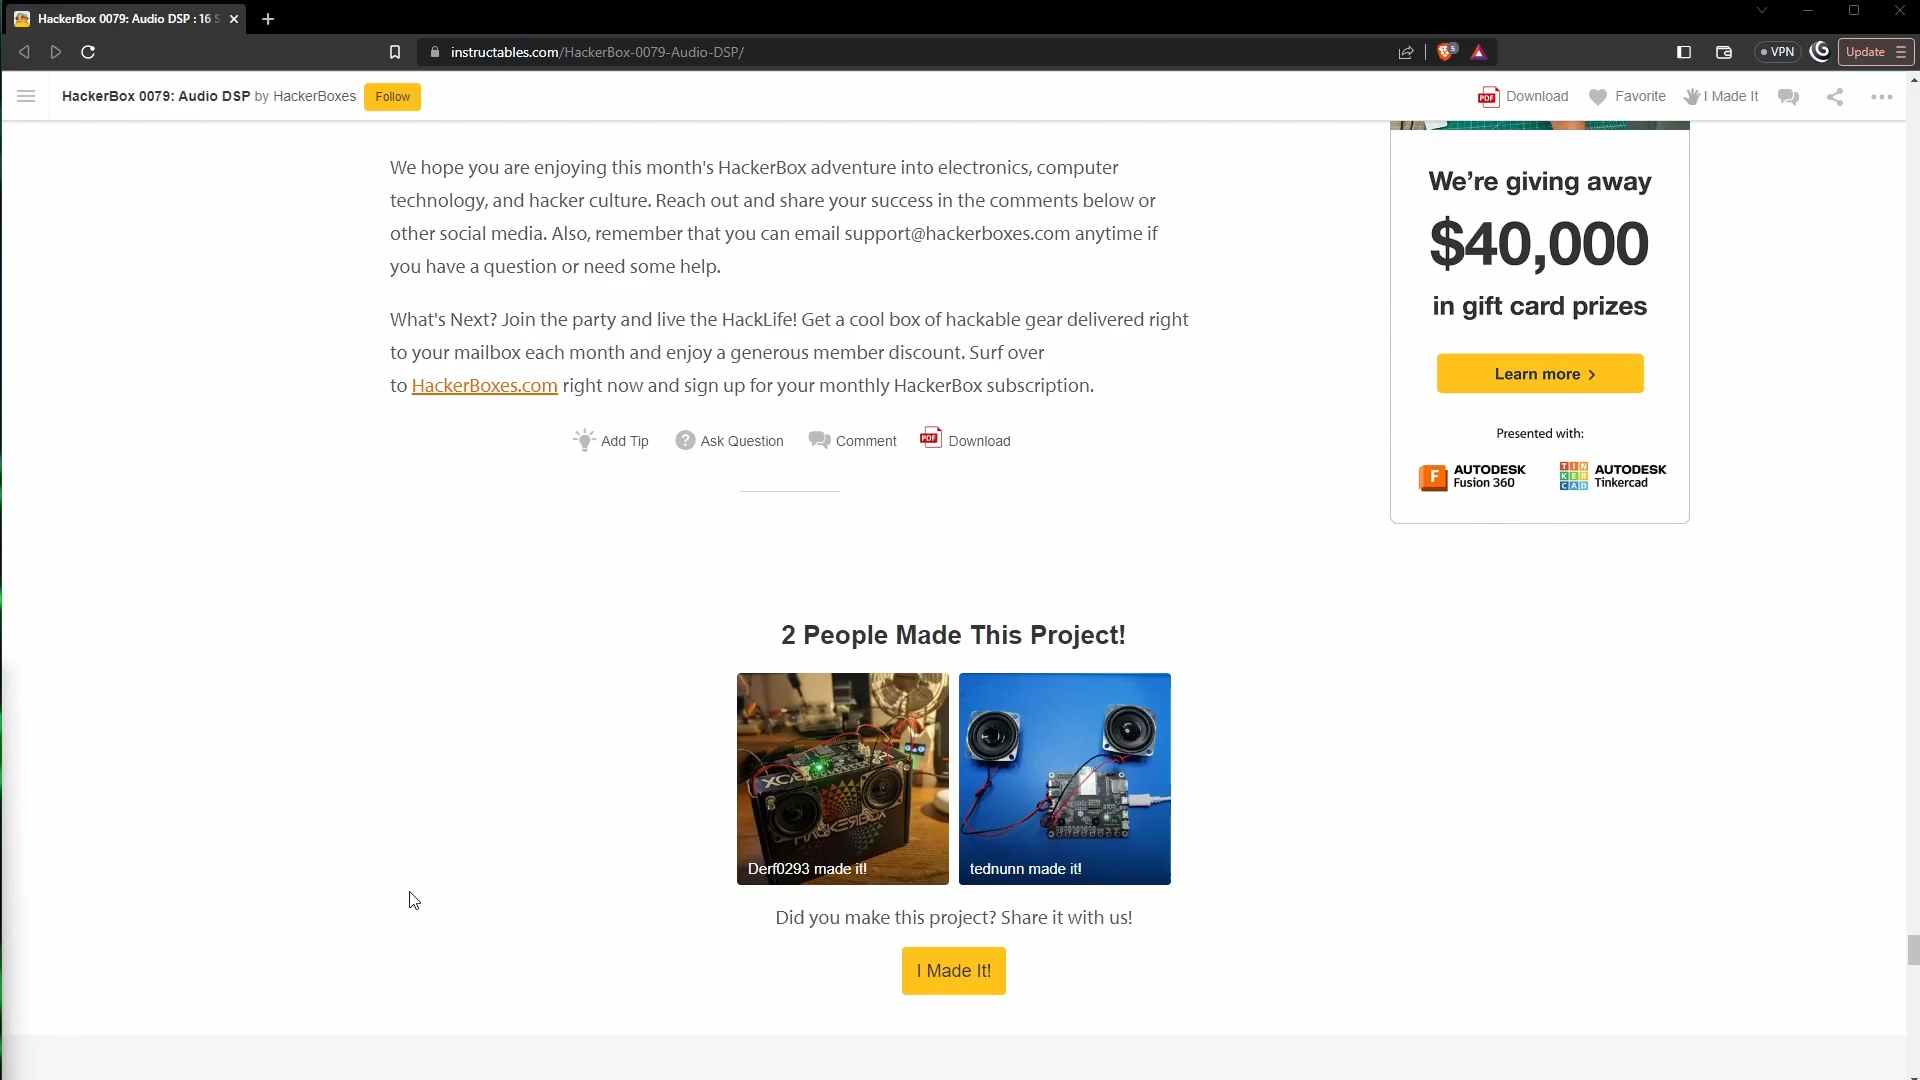 HackerBox 0079: Audio DSP : 16 S
instructables.com/HackerBox-0079-Audio-DSP/
5
VPN
Update
HackerBox 0079: Audio DSP by HackerBoxes
Follow
PDF Download
Favorite
I Made It
We hope you are enjoying this month's HackerBox adventure into electronics, computer
technology, and hacker culture. Reach out and share your success in the comments below or
other social media. Also, remember that you can email support@hackerboxes.com anytime if
you have a question or need some help.
What's Next? Join the party and live the HackLife! Get a cool box of hackable gear delivered right
to your mailbox each month and enjoy a generous member discount. Surf over
to HackerBoxes.com right now and sign up for your monthly HackerBox subscription.
Add Tip
? Ask Question
Comment
PDF Download
We're giving away
$40,000
in gift card prizes
Learn more >
Presented with:
F AUTODESK
Fusion 360
TIN
KER
CAD
AUTODESK
Tinkercad
2 People Made This Project!
HACKERBOX
Derf0293 made it!
tednunn made it!
Did you make this project? Share it with us!
I Made It!